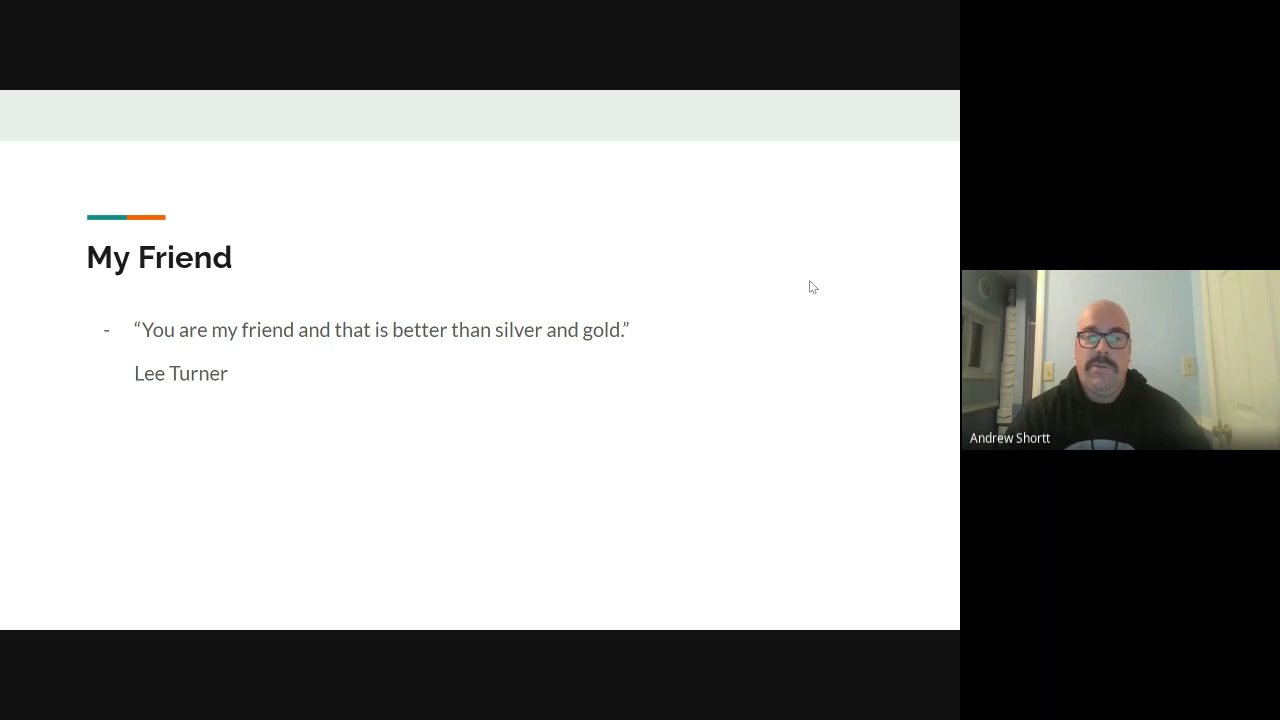 My Friend
- “You are my friend and that is better than silver and gold.”
Lee Turner
Andrew Shortt